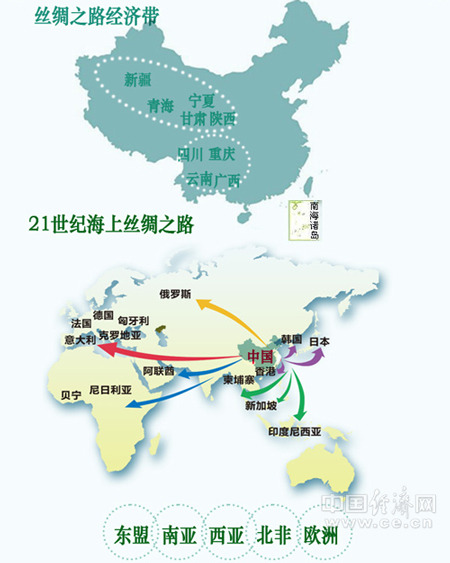 丝绸之路经济带
新疆
青海 宁夏
甘肃 陕西
四川 重庆
云南 广西
南海诸岛
21世纪海上丝绸之路
俄罗斯
德国
法国 匈牙利
意大利 克罗地亚
韩国 日本
中国
阿联酋 香港
柬埔寨
贝宁 尼日利亚
新加坡
印度尼西亚
中国经济网
www.ce.cn
东盟 南亚 西亚 北非 欧洲